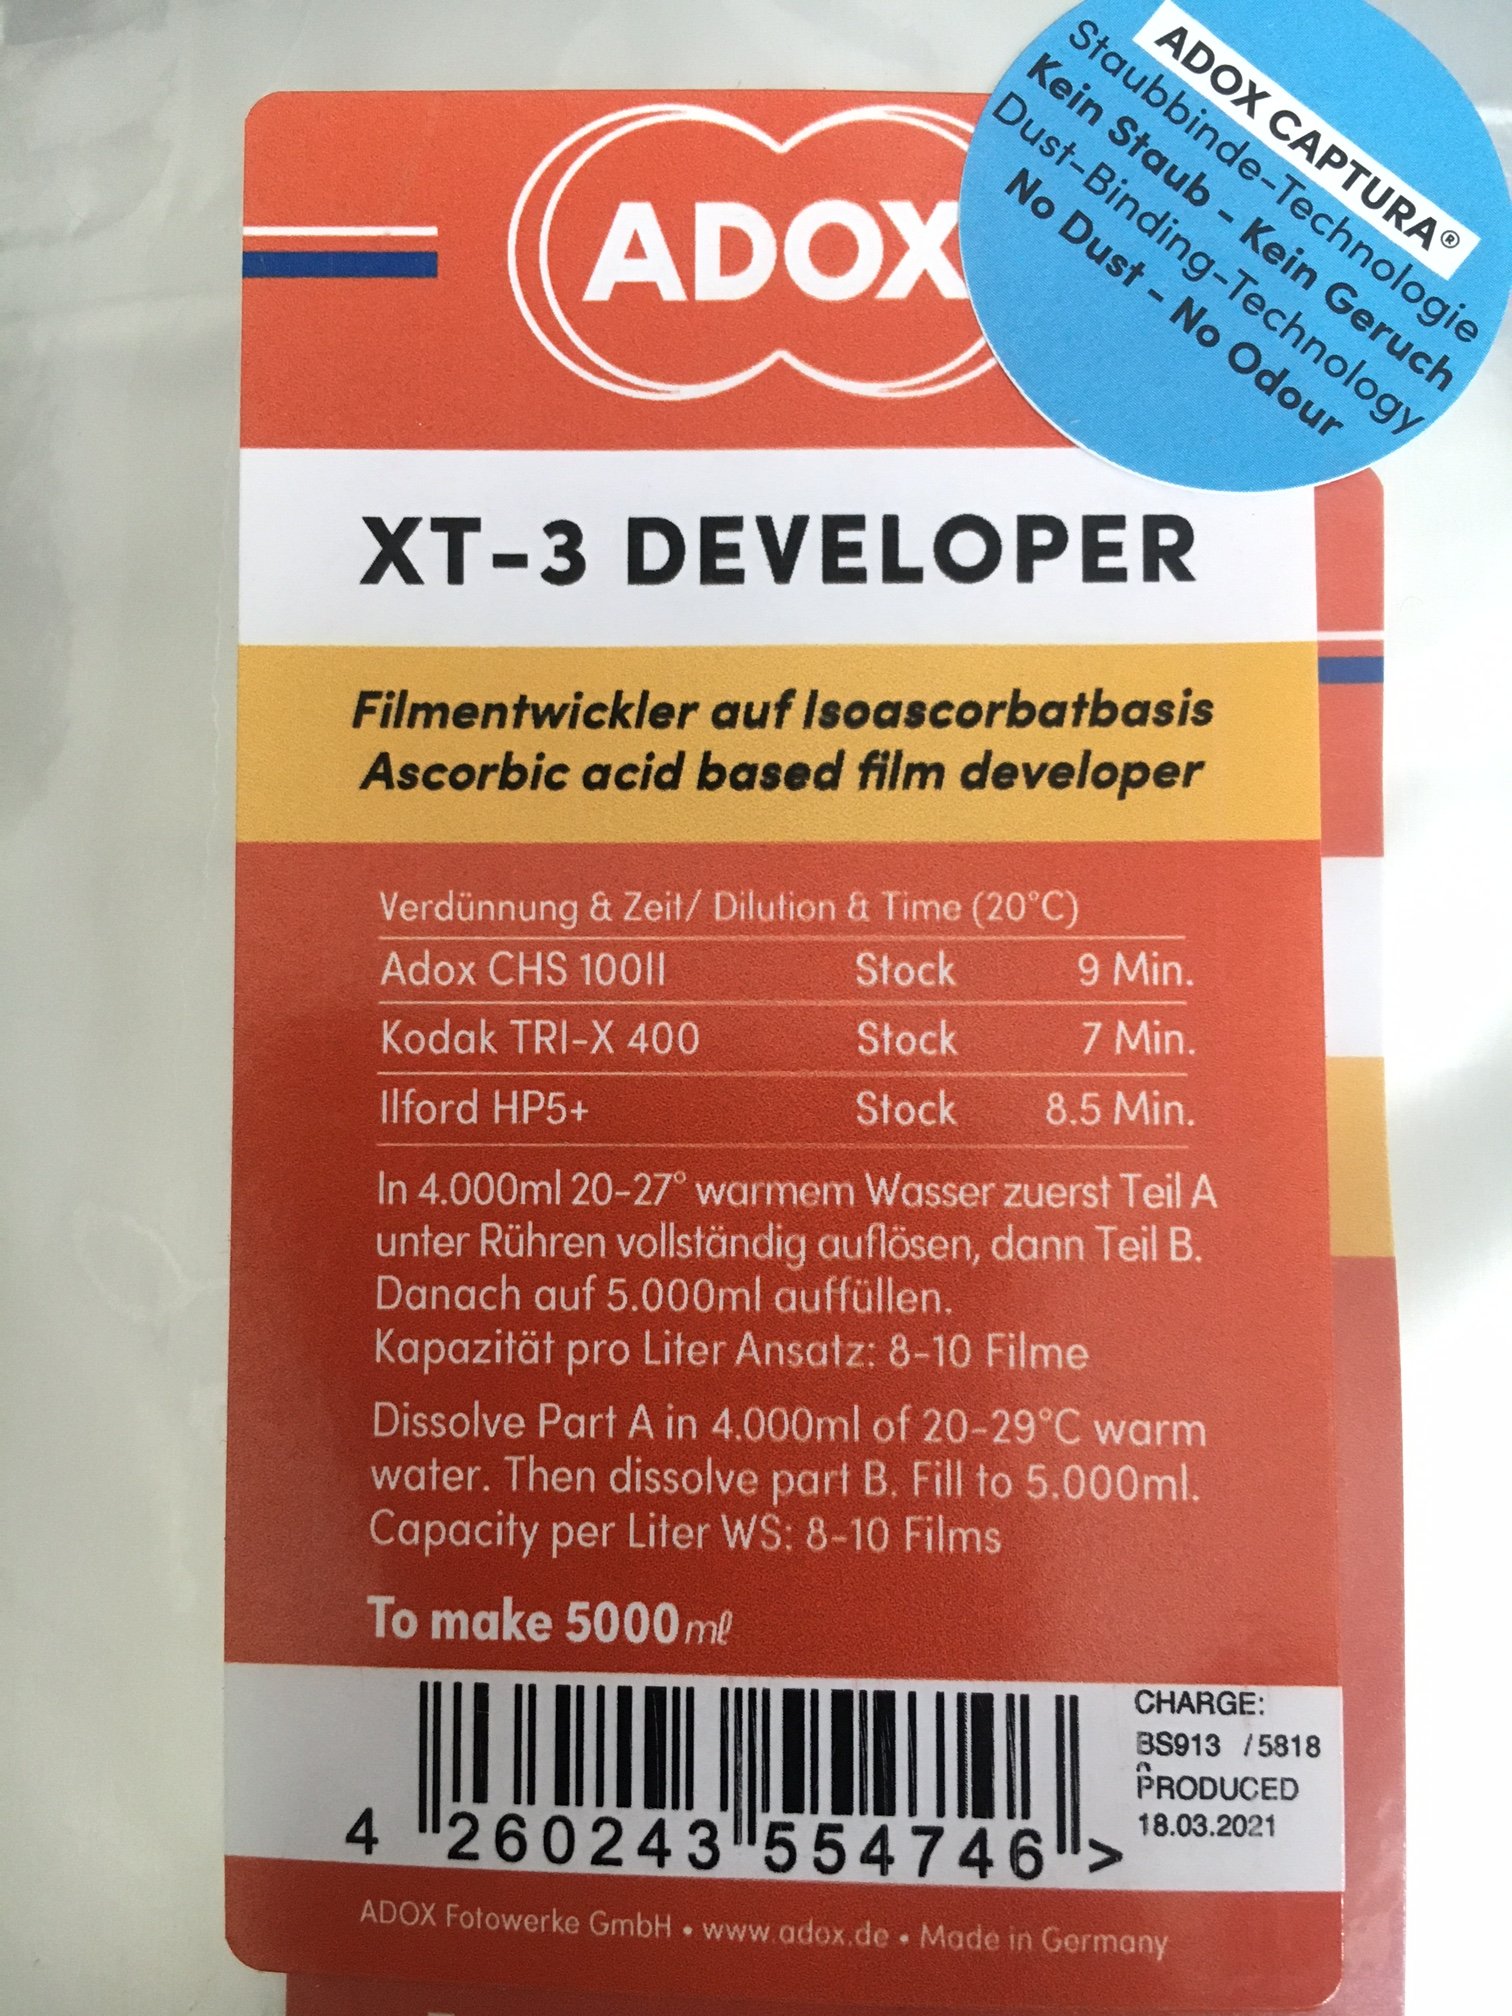 ADOX CAPTURA®
Staubbinde-Technologie
Kein Staub - Kein Geruch
Dust-Binding-Technology
No Dust - No Odour
ADOX
XT-3 DEVELOPER
Filmentwickler auf Isoascorbatbasis
Ascorbic acid based film developer
Verdünnung & Zeit/ Dilution & Time (20°C)
Adox CHS 100II Stock 9 Min.
Kodak TRI-X 400 Stock 7 Min.
Ilford HP5+ Stock 8.5 Min.
In 4.000ml 20-27° warmem Wasser zuerst Teil A
unter Rühren vollständig auflösen, dann Teil B.
Danach auf 5.000ml auffüllen.
Kapazität pro Liter Ansatz: 8-10 Filme
Dissolve Part A in 4.000ml of 20-29°C warm
water. Then dissolve part B. Fill to 5.000ml.
Capacity per Liter WS: 8-10 Films
To make 5000 ml
CHARGE:
BS913 /5818
PRODUCED
18.03.2021
4 260243 554746 >
ADOX Fotowerke GmbH • www.adox.de • Made in Germany